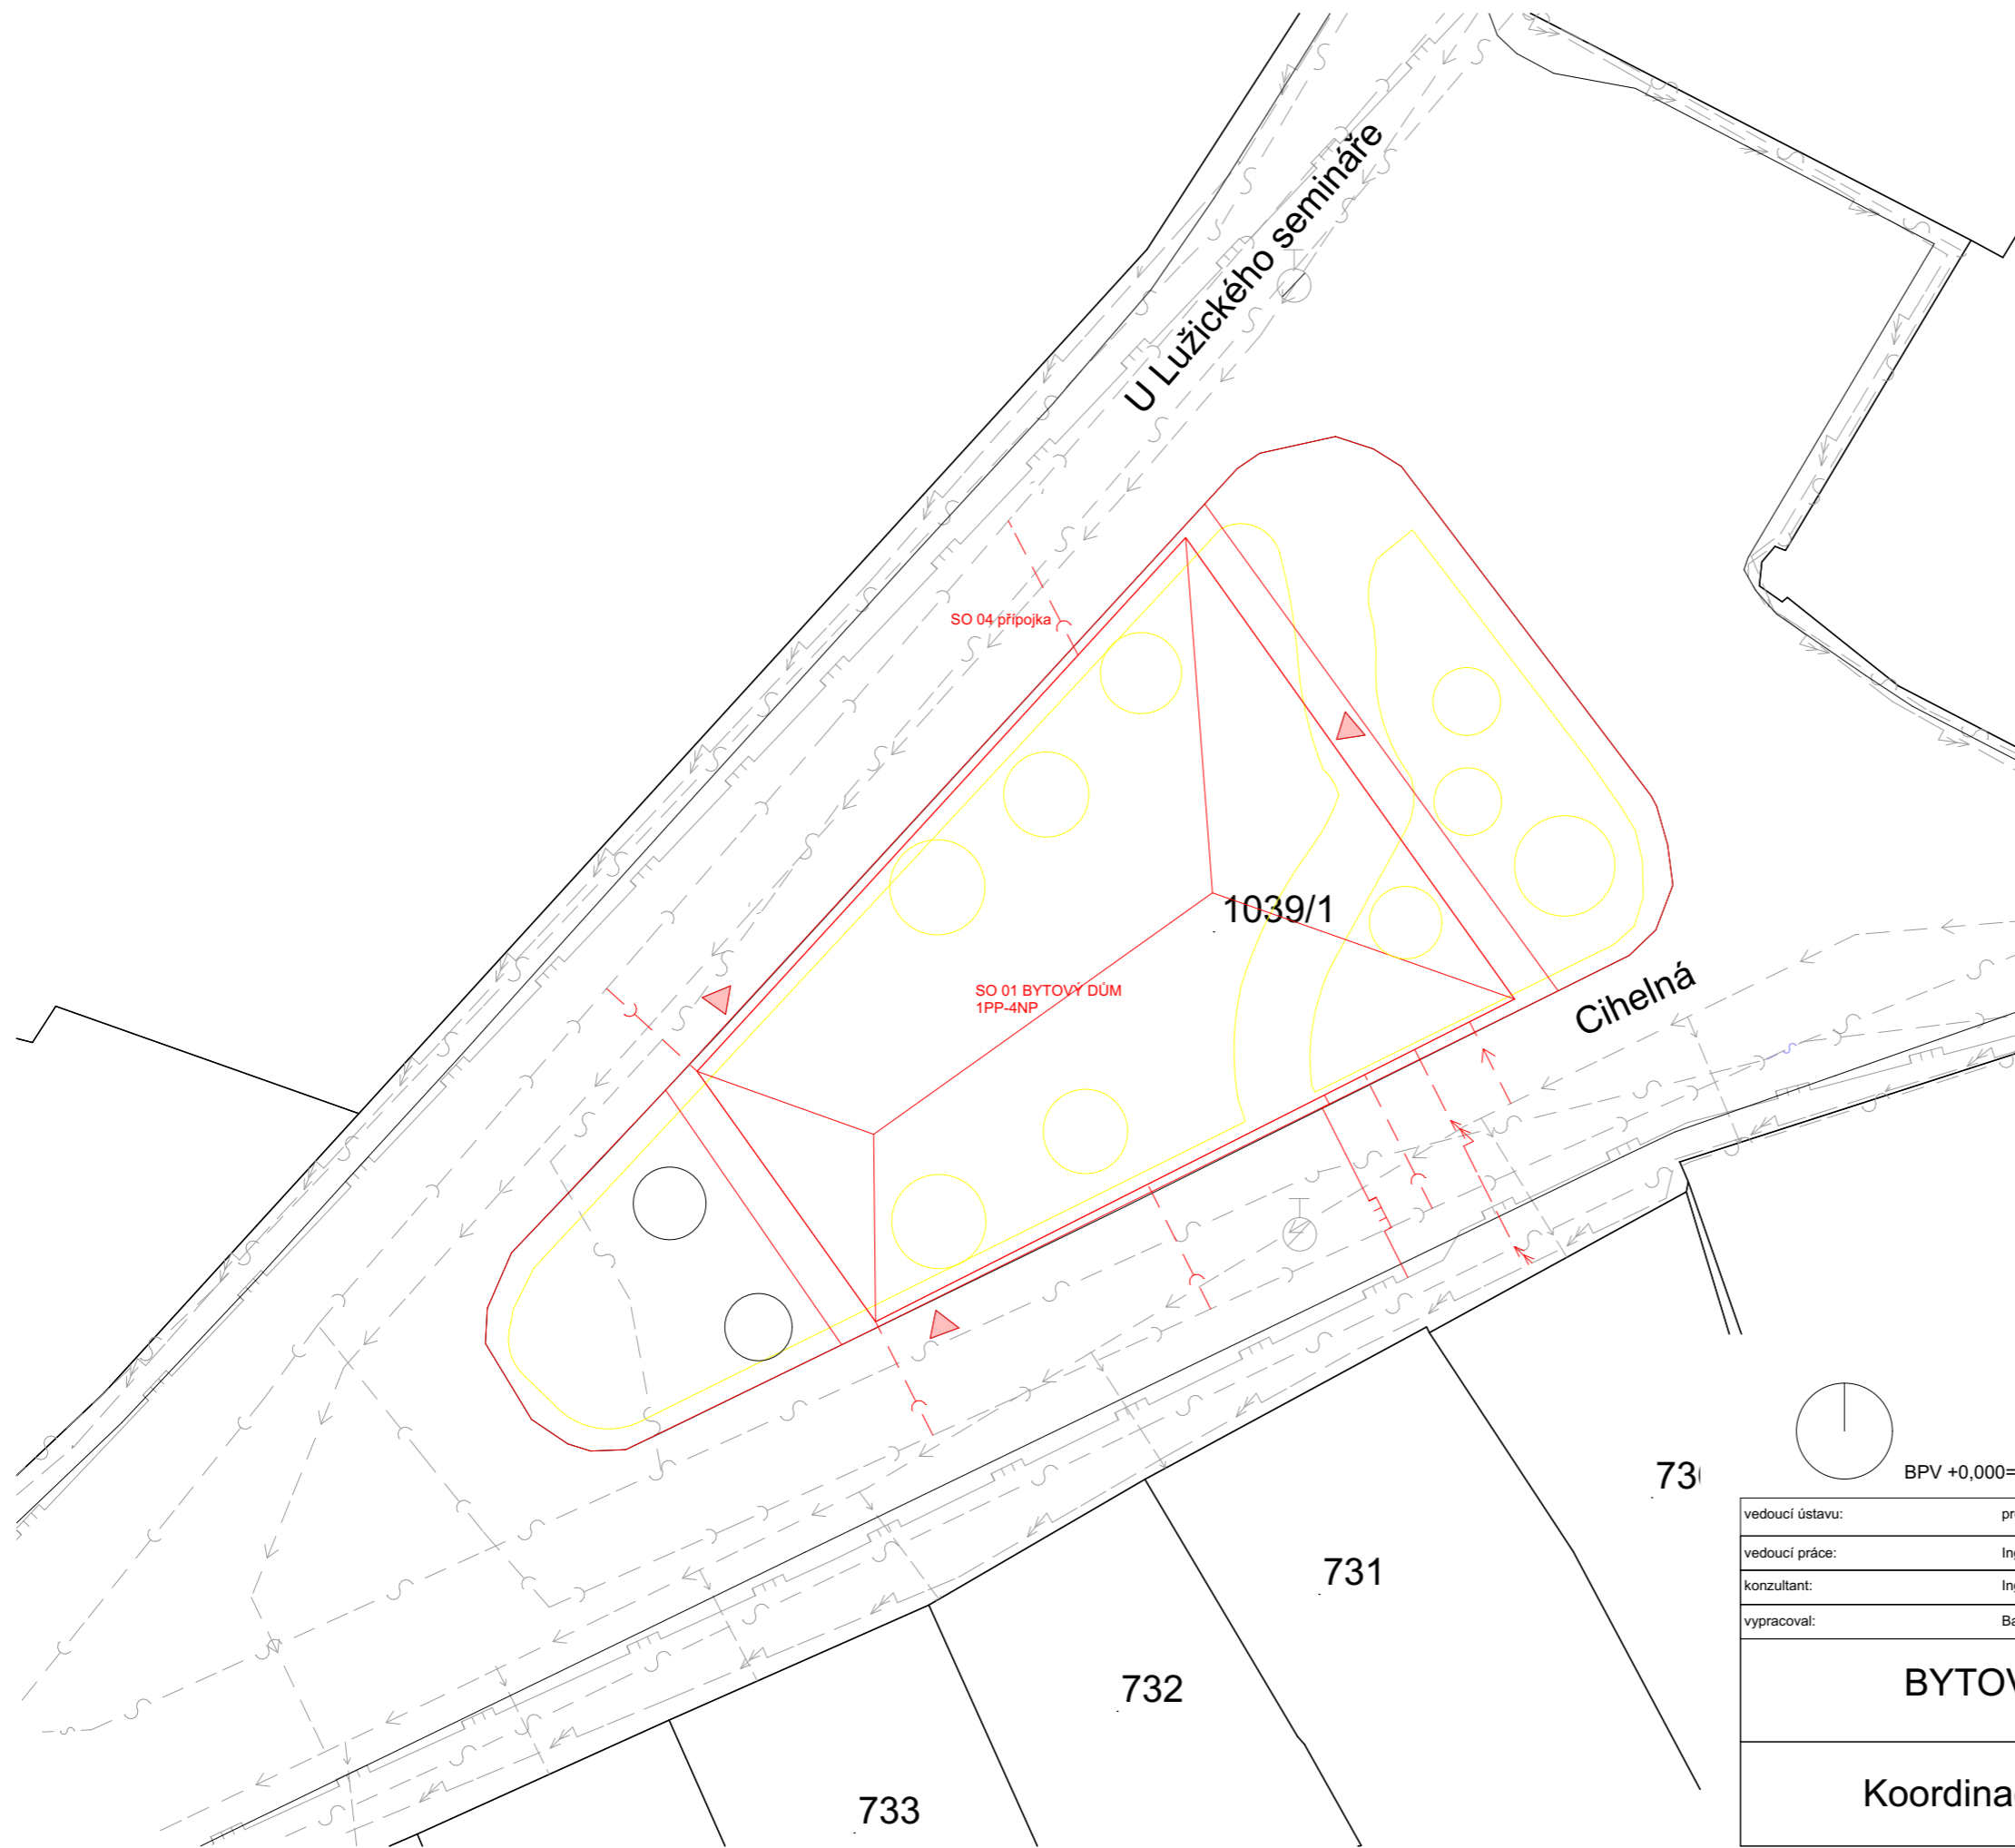 U Lužického semináře
SO 04 přípojka
1039/1
SO 01 BYTOVÝ DŮM
1PP-4NP
Cihelná
BPV +0,000=
vedoucí ústavu:
vedoucí práce:
konzultant:
vypracoval:
731
732
733